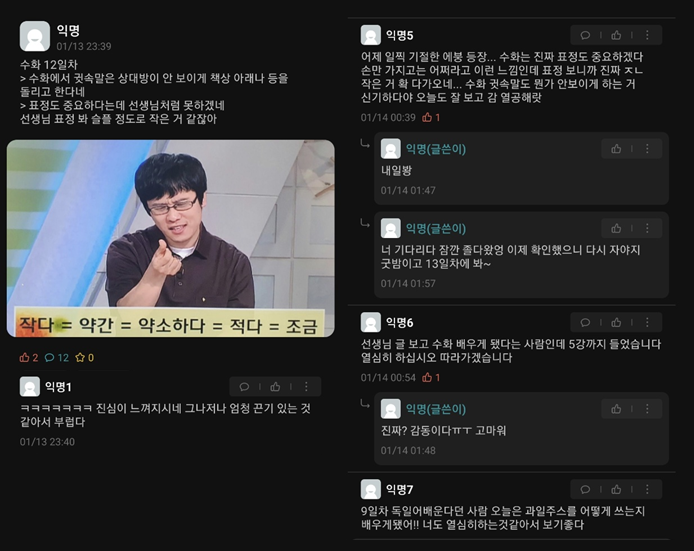 익명
01/13 23:39
수화 12일차
> 수화에서 귓속말은 상대방이 안 보이게 책상 아래나 등을
돌리고 한다네
> 표정도 중요하다는데 선생님처럼 못하겠네
선생님 표정 봐 슬플 정도로 작은 거 같잖아
작다 = 약간 = 약소하다 = 적다 = 조금
2 12 0
익명1
ㅋㅋㅋㅋㅋㅋㅋ 진심이 느껴지시네 그나저나 엄청 끈기 있는 것
같아서 부럽다
01/13 23:40
익명5
어제 일찍 기절한 에붕 등장... 수화는 진짜 표정도 중요하겠다
손만 가지고는 어쩌라고 이런 느낌인데 표정 보니까 진짜 ㅈㄴ
작은 거 확 다가오네... 수화 귓속말도 뭔가 안보이게 하는 거
신기하다야 오늘도 잘 보고 감 열공해랏
01/14 00:39 1
익명(글쓴이)
내일봥
01/14 01:47
익명(글쓴이)
너 기다리다 잠깐 졸다왔엉 이제 확인했으니 다시 자야지
굿밤이고 13일차에 봐~
01/14 01:57
익명6
선생님 글 보고 수화 배우게 됐다는 사람인데 5강까지 들었습니다
열심히 하십시오 따라가겠습니다
01/14 00:54 1
익명(글쓴이)
진짜? 감동이다ㅠㅜ 고마워
01/14 01:48
익명7
9일차 독일어배운다던 사람 오늘은 과일주스를 어떻게 쓰는지
배우게됐어!! 너도 열심히하는것같아서 보기좋다